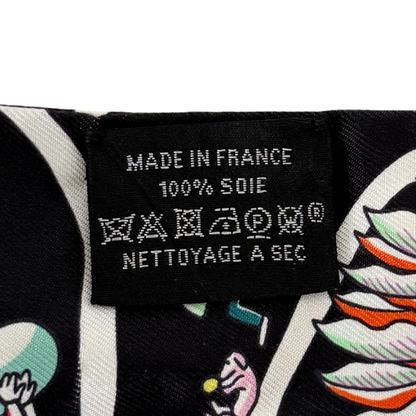 MADE IN FRANCE
100% SOIE
P ®
NETTOYAGE A SEC